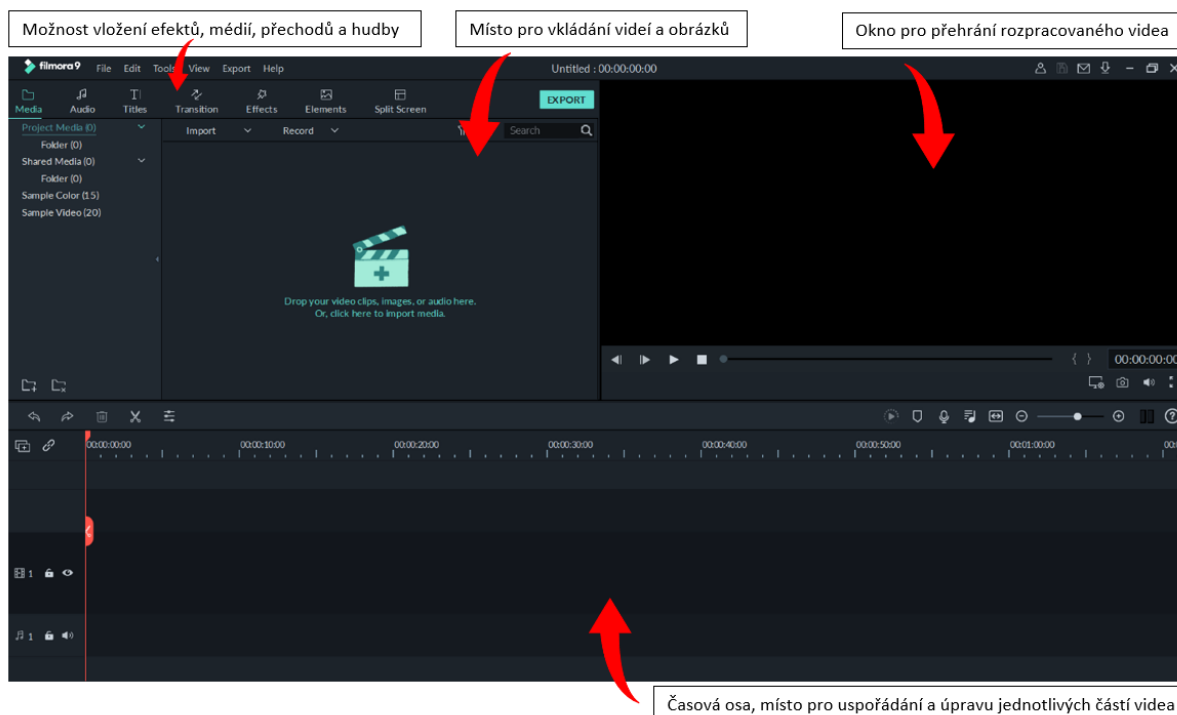 Možnost vložení efektů, médií, přechodů a hudby
Místo pro vkládání videí a obrázků
Okno pro přehrání rozpracovaného videa
filmora9 File Edit Tools View Export Help Untitled : 00:00:00:00
Media Audio Titles Transition Effects Elements Split Screen EXPORT
Project Media (0) Import Record Search
Folder (0)
Shared Media (0)
Folder (0)
Sample Color (15)
Sample Video (20)
Drop your video clips, images, or audio here.
Or, click here to import media.
{ } 00:00:00:00
00:00:00:00 00:00:10:00 00:00:20:00 00:00:30:00 00:00:40:00 00:00:50:00 00:01:00:00 00:
1
1
Časová osa, místo pro uspořádání a úpravu jednotlivých částí videa